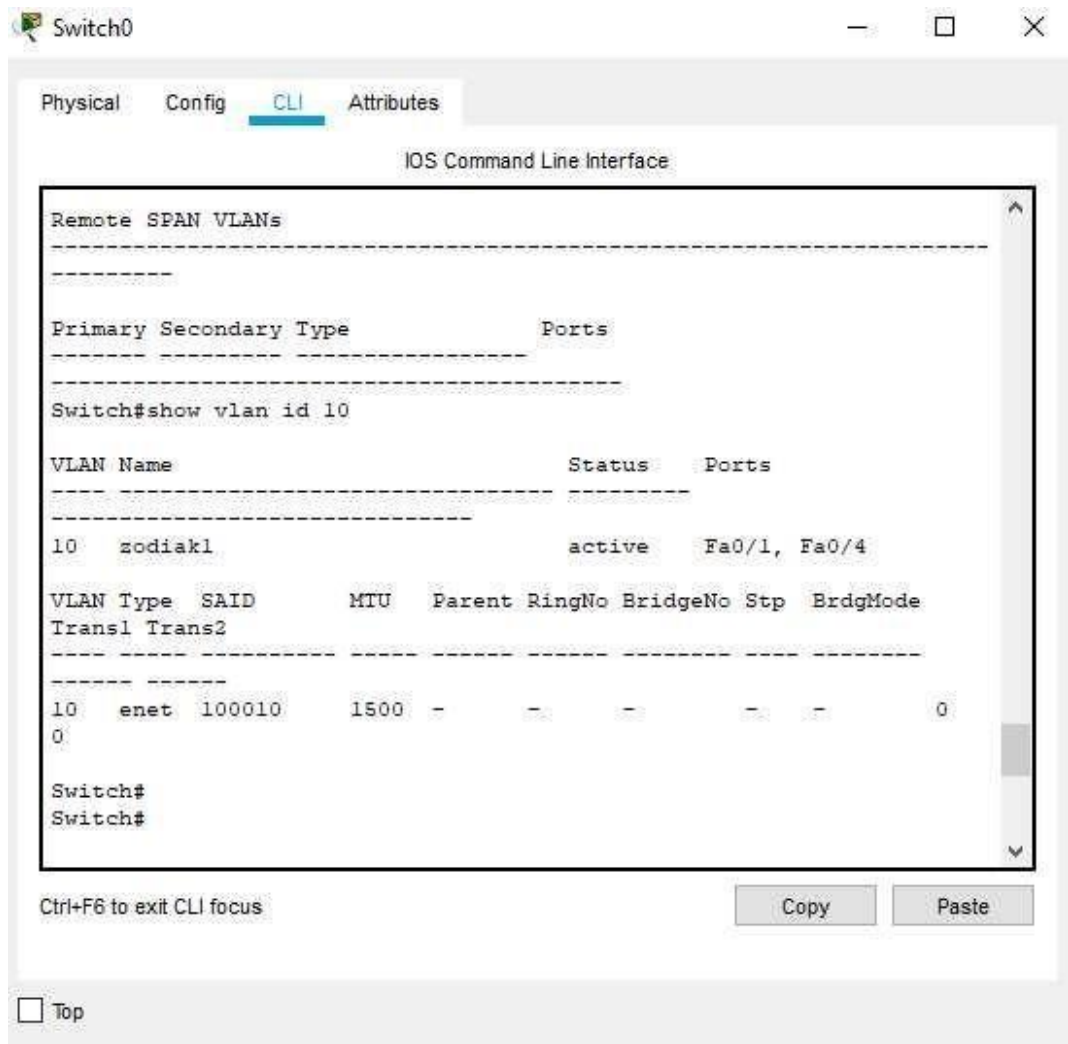 Switch0
Physical Config CLI Attributes
IOS Command Line Interface
Remote SPAN VLANs
------------------------------------------------------------------------------
---------
Primary Secondary Type Ports
------- --------- -----------------
------------------------------------------
Switch#show vlan id 10
VLAN Name Status Ports
---- -------------------------------- ---------
-------------------------------
10 zodiak1 active Fa0/1, Fa0/4
VLAN Type SAID MTU Parent RingNo BridgeNo Stp BrdgMode
Trans1 Trans2
---- ----- ---------- ----- ------ ------ -------- ---- --------
------ ------
10 enet 100010 1500 - - - - - 0
0
Switch#
Switch#
Ctrl+F6 to exit CLI focus
Copy Paste
Top